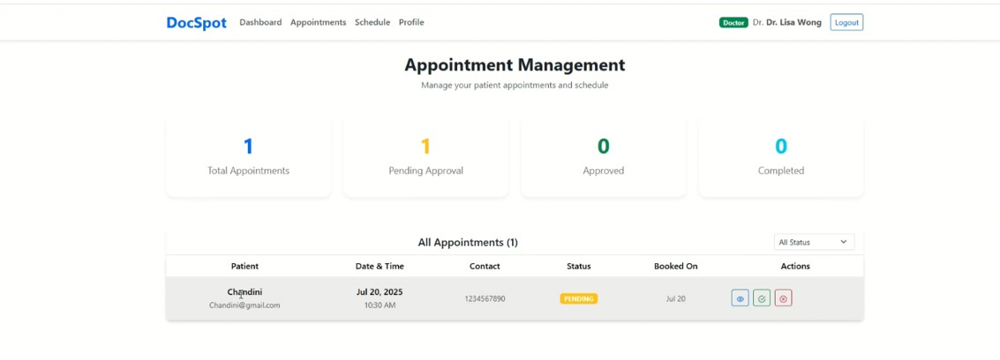 DocSpot Dashboard Appointments Schedule Profile Doctor Dr. Dr. Lisa Wong Logout
Appointment Management
Manage your patient appointments and schedule
1 1 0 0
Total Appointments Pending Approval Approved Completed
All Appointments (1) All Status
Patient Date & Time Contact Status Booked On Actions
Chandini Jul 20, 2025
1234567890 PENDING Jul 20
Chandini@gmail.com 10:30 AM